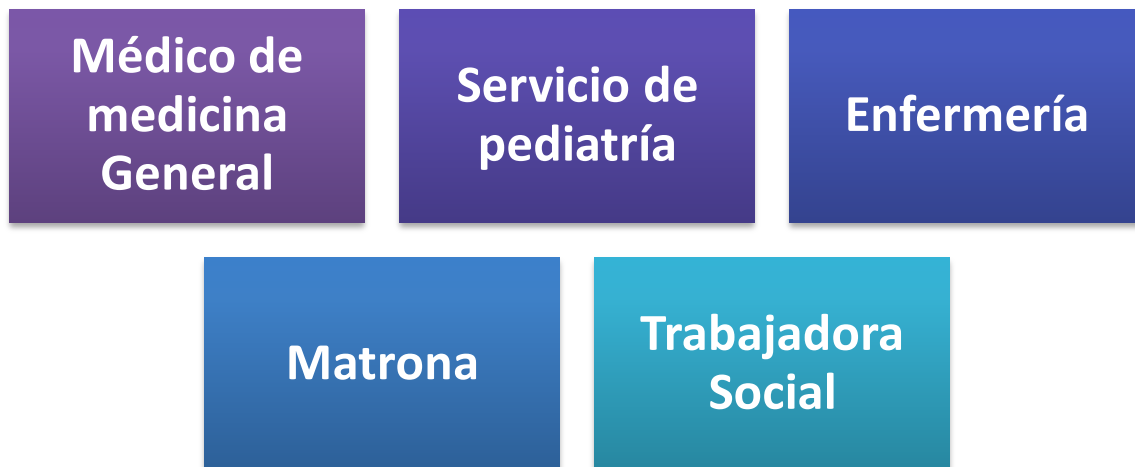 Médico de
medicina
General
Servicio de
pediatría
Enfermería
Matrona
Trabajadora
Social